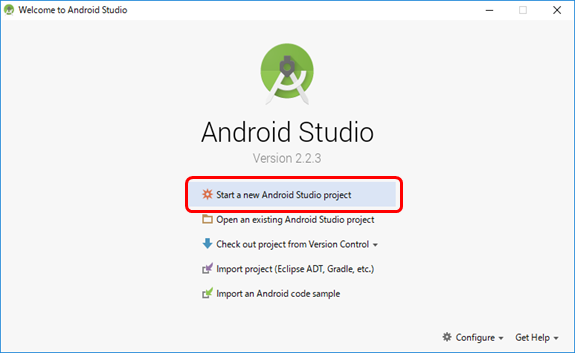 Welcome to Android Studio
Android Studio
Version 2.2.3
Start a new Android Studio project
Open an existing Android Studio project
Check out project from Version Control
Import project (Eclipse ADT, Gradle, etc.)
Import an Android code sample
Configure Get Help